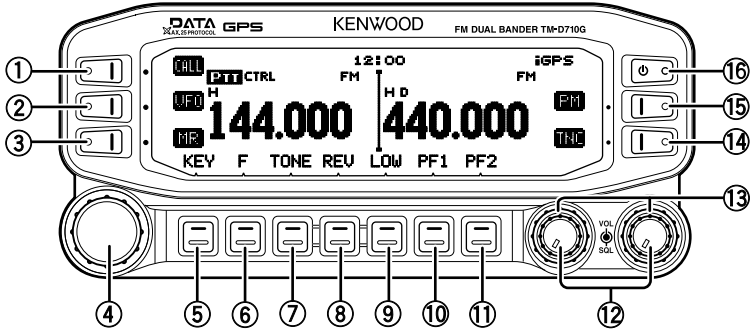 DATA GPS KENWOOD FM DUAL BANDER TM-D710G
AX.25 PROTOCOL
① CALL 12:00 iGPS ⑯
PTT CTRL FM FM
② VFO H H D PM ⑮
144.000 440.000
③ MR TNC ⑭
KEY F TONE REV LOW PF1 PF2
⑬
VOL
SQL
④ ⑤ ⑥ ⑦ ⑧ ⑨ ⑩ ⑪ ⑫